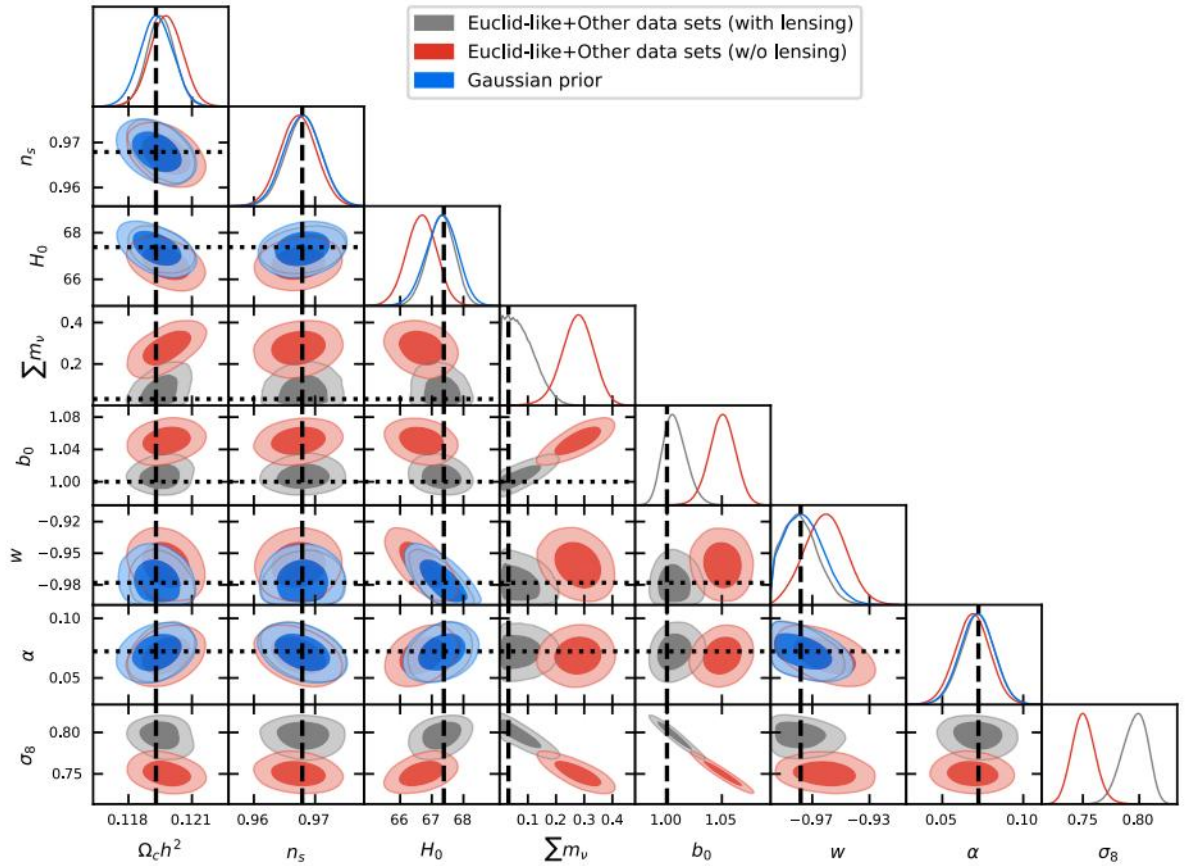 Euclid-like+Other data sets (with lensing)
Euclid-like+Other data sets (w/o lensing)
Gaussian prior
n_s
0.97
0.96
H_0
68
66
∑m_ν
0.4
0.2
b_0
1.08
1.04
1.00
w
−0.92
−0.95
−0.98
α
0.10
0.05
σ_8
0.80
0.75
0.118 0.121 0.96 0.97 66 67 68 0.1 0.2 0.3 0.4 1.00 1.05 −0.97 −0.93 0.05 0.10 0.75 0.80
Ω_c h² n_s H_0 ∑m_ν b_0 w α σ_8